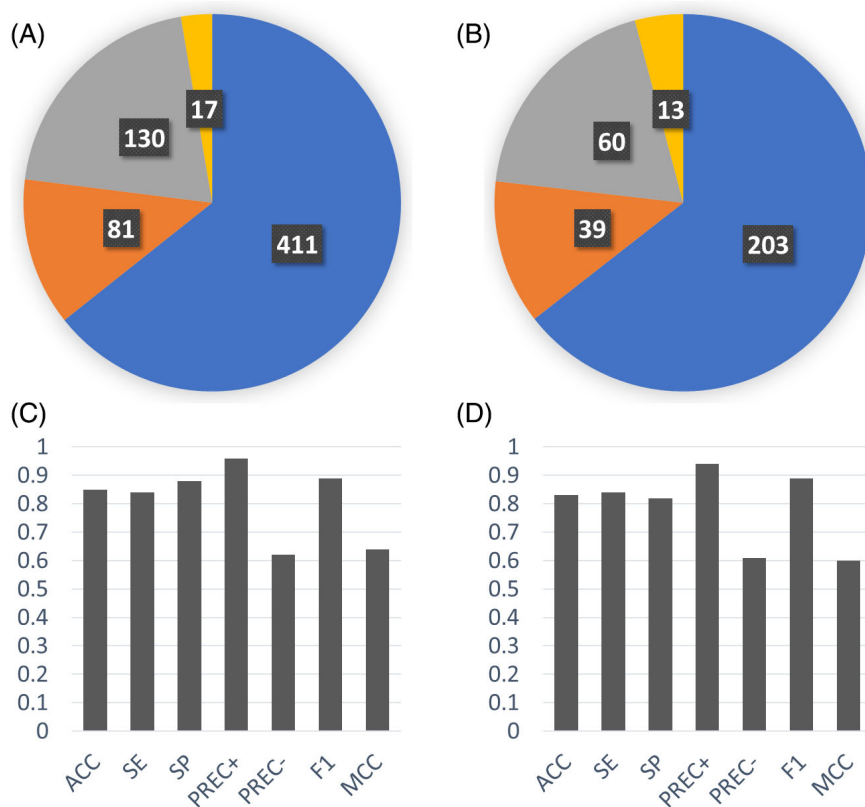 (A)
17
130
81
411
(B)
13
60
39
203
(C)
1
0.9
0.8
0.7
0.6
0.5
0.4
0.3
0.2
0.1
0
ACC
SE
SP
PREC+
PREC-
F1
MCC
(D)
1
0.9
0.8
0.7
0.6
0.5
0.4
0.3
0.2
0.1
0
ACC
SE
SP
PREC+
PREC-
F1
MCC